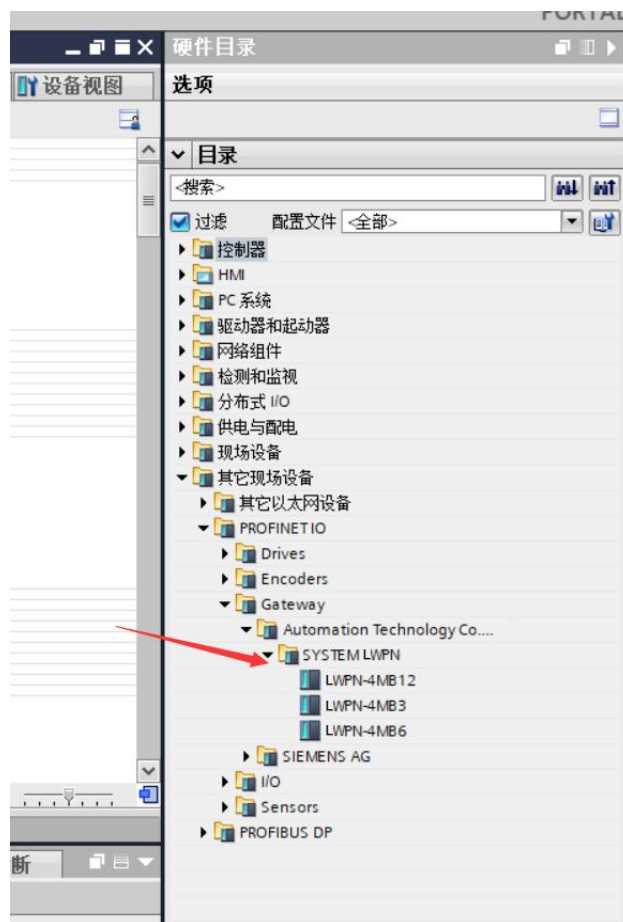 PORTAL
硬件目录
设备视图
选项
目录
<搜索>
过滤 配置文件 <全部>
控制器
HMI
PC 系统
驱动器和起动器
网络组件
检测和监视
分布式 I/O
供电与配电
现场设备
其它现场设备
其它以太网设备
PROFINET IO
Drives
Encoders
Gateway
Automation Technology Co....
SYSTEM LWPN
LWPN-4MB12
LWPN-4MB3
LWPN-4MB6
SIEMENS AG
I/O
Sensors
PROFIBUS DP
断